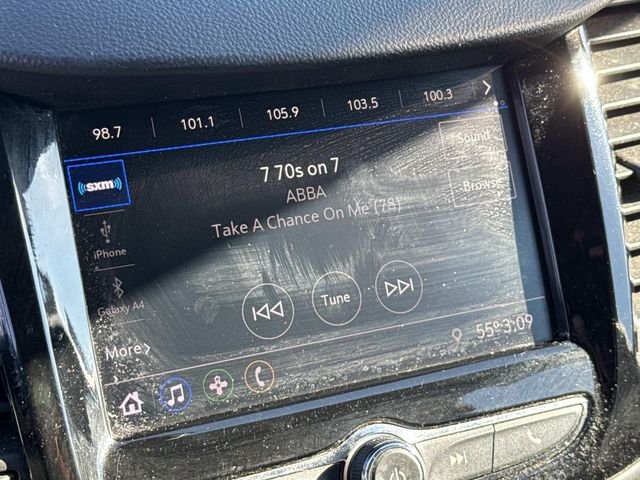 98.7 101.1 105.9 103.5 100.3
sxm
7 70s on 7
ABBA
Take A Chance On Me (78)
Sound
Browse
iPhone
Galaxy A4
Tune
More
55° 3:09